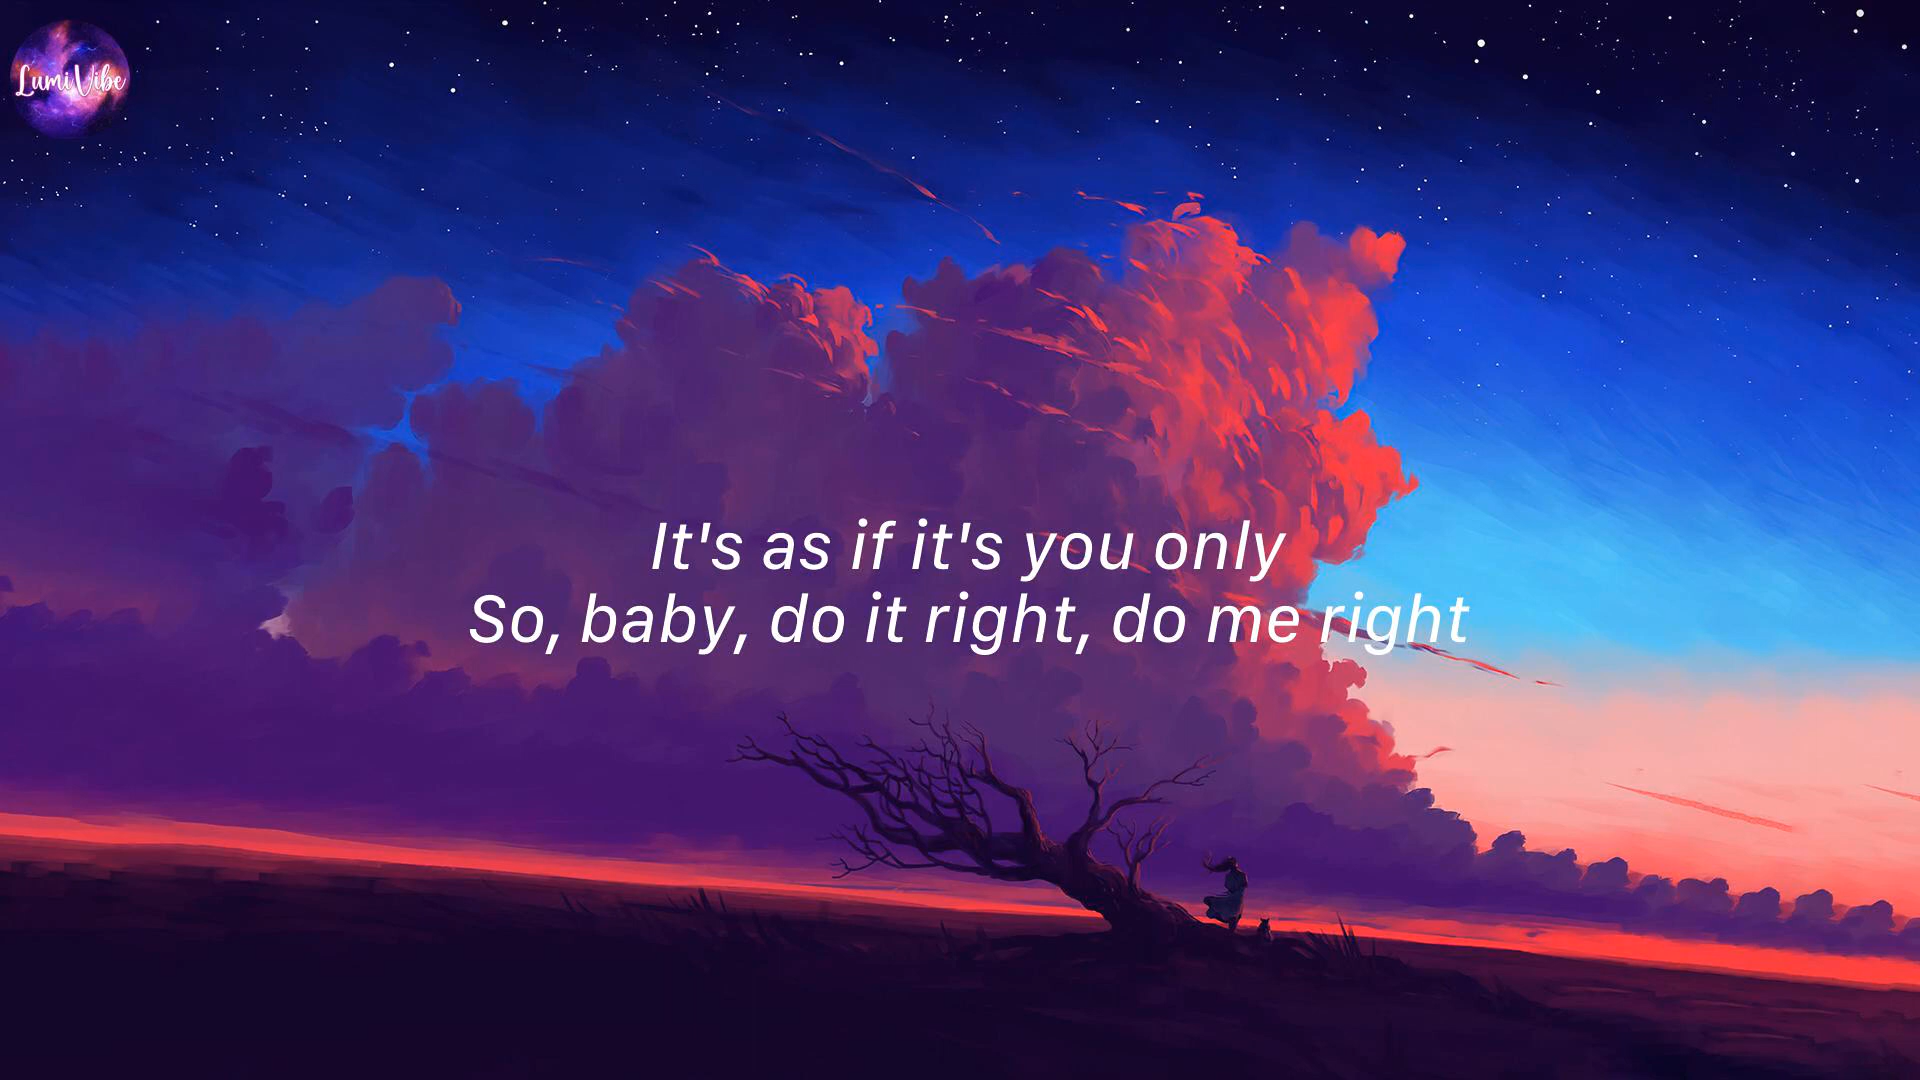 LumiVibe
It's as if it's you only
So, baby, do it right, do me right